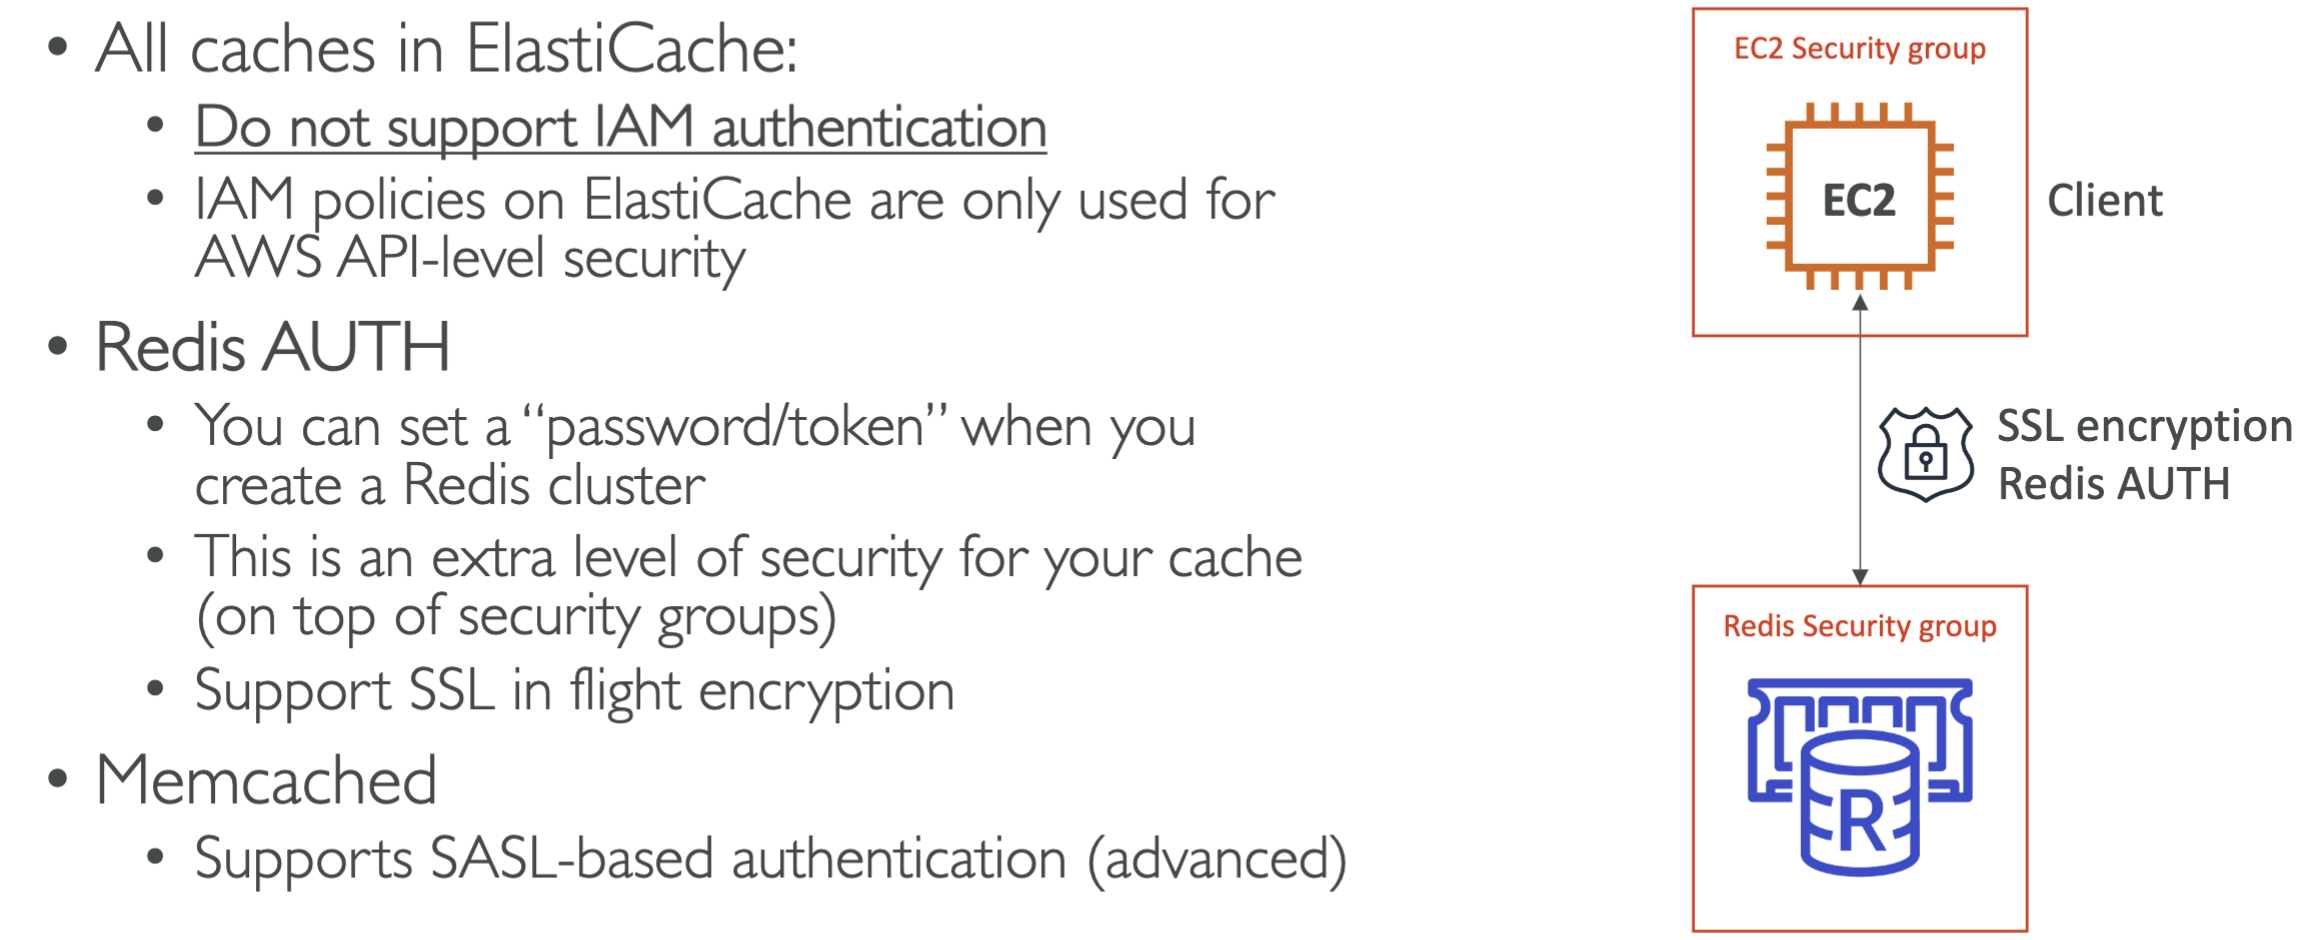 • All caches in ElastiCache:
• Do not support IAM authentication
• IAM policies on ElastiCache are only used for
AWS API-level security
• Redis AUTH
• You can set a “password/token” when you
create a Redis cluster
• This is an extra level of security for your cache
(on top of security groups)
• Support SSL in flight encryption
• Memcached
• Supports SASL-based authentication (advanced)
EC2 Security group
EC2
Client
SSL encryption
Redis AUTH
Redis Security group
R